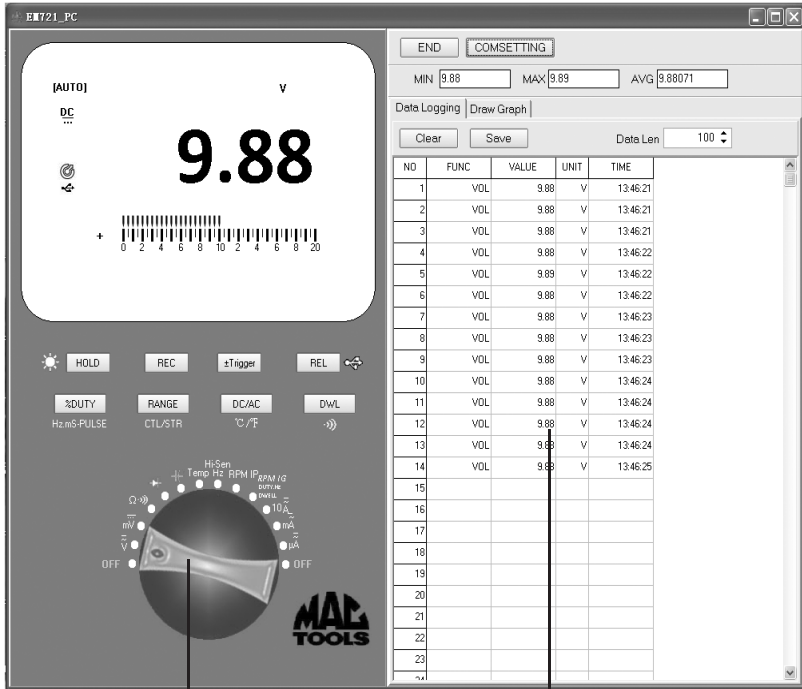 EM721_PC
[AUTO]
V
DC
9.88
+
0 2 4 6 8 10 2 4 6 8 20
HOLD REC ±Trigger REL
%DUTY RANGE DC/AC DWL
Hz.mS-PULSE CTL/STR °C/°F
Hi-Sen
Temp Hz RPM IP RPM IG
DUTY.Hz
DWELL
Ω 10A
mV mA
V µA
OFF OFF
MAC
TOOLS
END COMSETTING
MIN 9.88 MAX 9.89 AVG 9.88071
Data Logging Draw Graph
Clear Save Data Len 100
NO FUNC VALUE UNIT TIME
1 VOL 9.88 V 13:46:21
2 VOL 9.88 V 13:46:21
3 VOL 9.88 V 13:46:21
4 VOL 9.88 V 13:46:22
5 VOL 9.89 V 13:46:22
6 VOL 9.88 V 13:46:22
7 VOL 9.88 V 13:46:23
8 VOL 9.88 V 13:46:23
9 VOL 9.88 V 13:46:23
10 VOL 9.88 V 13:46:24
11 VOL 9.88 V 13:46:24
12 VOL 9.88 V 13:46:24
13 VOL 9.88 V 13:46:24
14 VOL 9.88 V 13:46:25
15
16
17
18
19
20
21
22
23